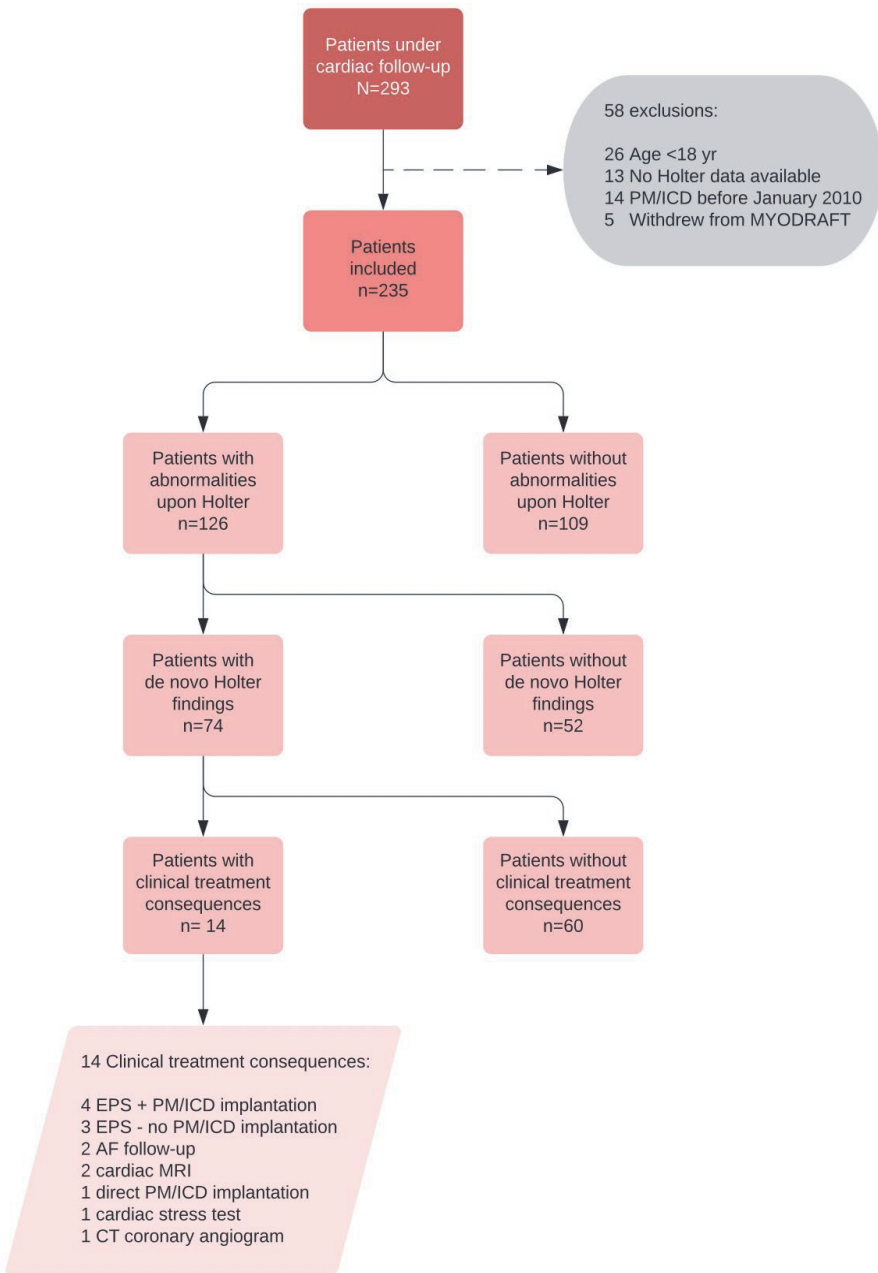 Patients under
cardiac follow-up
N=293
58 exclusions:
26 Age <18 yr
13 No Holter data available
14 PM/ICD before January 2010
5 Withdrew from MYODRAFT
Patients
included
n=235
Patients with
abnormalities
upon Holter
n=126
Patients without
abnormalities
upon Holter
n=109
Patients with
de novo Holter
findings
n=74
Patients without
de novo Holter
findings
n=52
Patients with
clinical treatment
consequences
n= 14
Patients without
clinical treatment
consequences
n=60
14 Clinical treatment consequences:
4 EPS + PM/ICD implantation
3 EPS - no PM/ICD implantation
2 AF follow-up
2 cardiac MRI
1 direct PM/ICD implantation
1 cardiac stress test
1 CT coronary angiogram